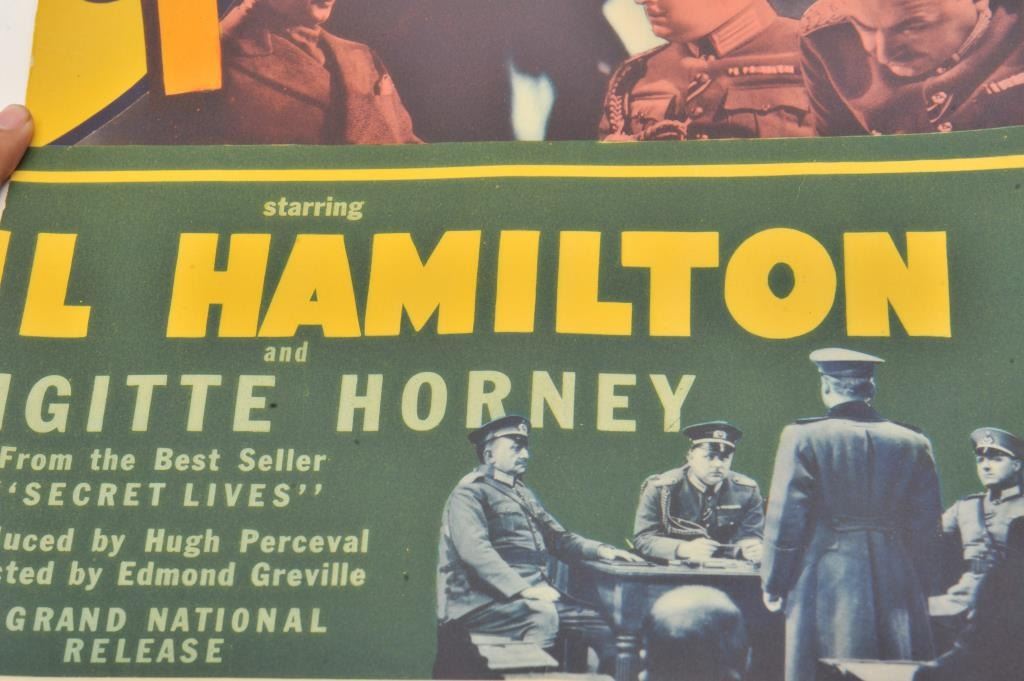 starring
IL HAMILTON
and
IGITTE HORNEY
From the Best Seller
"SECRET LIVES"
duced by Hugh Perceval
cted by Edmond Greville
GRAND NATIONAL
RELEASE